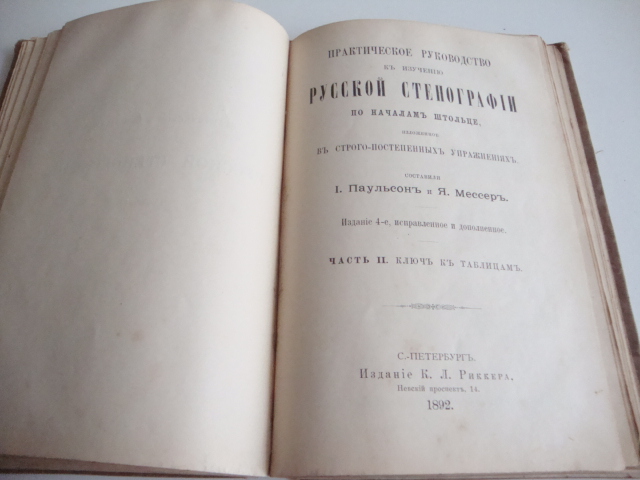 ПРАКТИЧЕСКОЕ РУКОВОДСТВО
КЪ ИЗУЧЕНІЮ
РУССКОЙ СТЕНОГРАФІИ
ПО НАЧАЛАМЪ ШТОЛЬЦЕ,
ИЗЛОЖЕННОЕ
ВЪ СТРОГО-ПОСТЕПЕННЫХЪ УПРАЖНЕНІЯХЪ.
СОСТАВИЛИ
І. Паульсонъ и Я. Мессеръ.
Изданіе 4-е, исправленное и дополненное.
ЧАСТЬ II. КЛЮЧЪ КЪ ТАБЛИЦАМЪ.
С.-ПЕТЕРБУРГЪ.
Изданіе К. Л. Риккера.
Невскій проспектъ, 14.
1892.